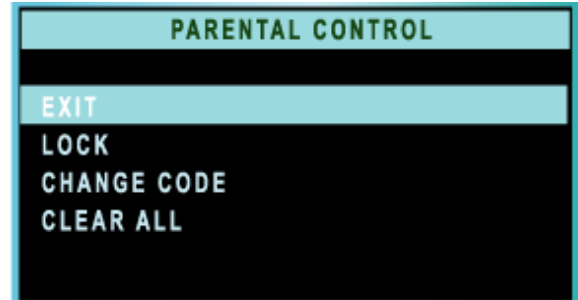 PARENTAL CONTROL
EXIT
LOCK
CHANGE CODE
CLEAR ALL